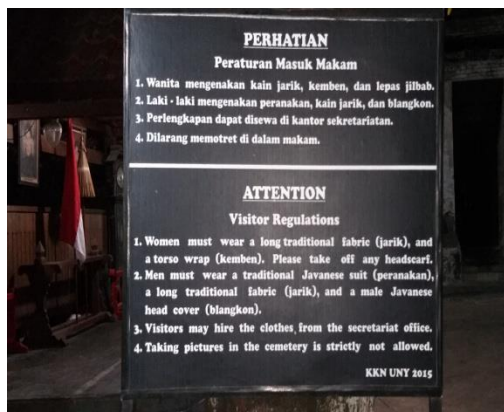 PERHATIAN
Peraturan Masuk Makam
1. Wanita mengenakan kain jarik, kemben, dan lepas jilbab.
2. Laki - laki mengenakan peranakan, kain jarik, dan blangkon.
3. Perlengkapan dapat disewa di kantor sekretariatan.
4. Dilarang memotret di dalam makam.
ATTENTION
Visitor Regulations
1. Women must wear a long traditional fabric (jarik), and
a torso wrap (kemben). Please take off any headscarf.
2. Men must wear a traditional Javanese suit (peranakan),
a long traditional fabric (jarik), and a male Javanese
head cover (blangkon).
3. Visitors may hire the clothes from the secretariat office.
4. Taking pictures in the cemetery is strictly not allowed.
KKN UNY 2015